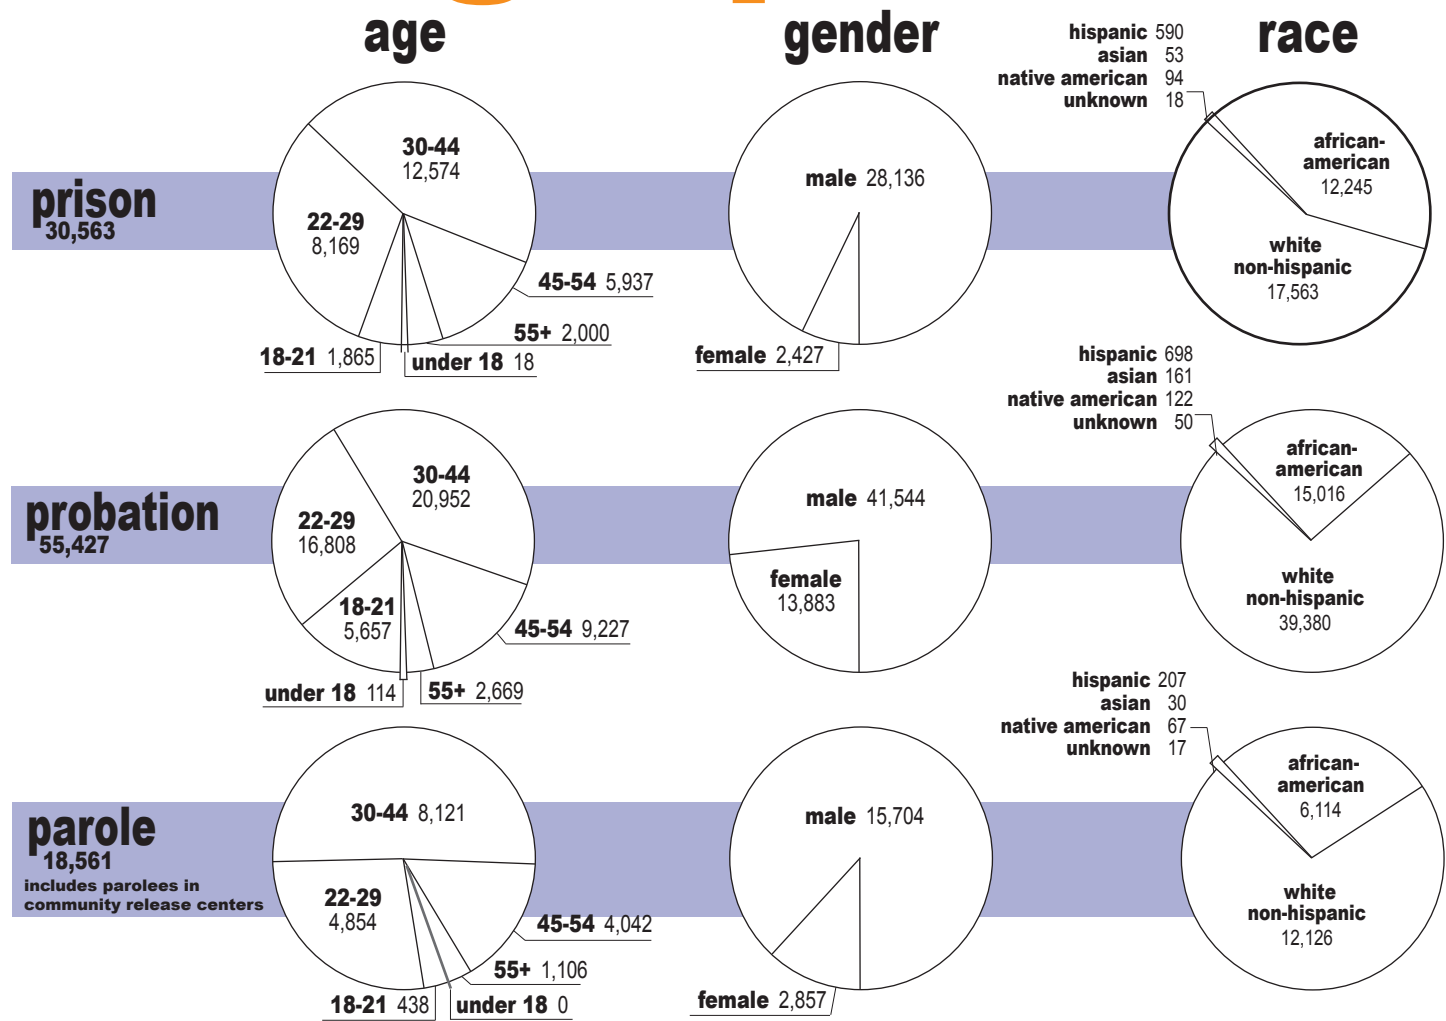 age
gender
race
prison
30,563
30-44
12,574
22-29
8,169
45-54 5,937
55+ 2,000
18-21 1,865
under 18 18
male 28,136
female 2,427
hispanic 590
asian 53
native american 94
unknown 18
african-
american
12,245
white
non-hispanic
17,563
probation
55,427
30-44
20,952
22-29
16,808
18-21
5,657
45-54 9,227
under 18 114
55+ 2,669
male 41,544
female
13,883
hispanic 698
asian 161
native american 122
unknown 50
african-
american
15,016
white
non-hispanic
39,380
parole
18,561
includes parolees in
community release centers
30-44 8,121
22-29
4,854
45-54 4,042
55+ 1,106
18-21 438
under 18 0
male 15,704
female 2,857
hispanic 207
asian 30
native american 67
unknown 17
african-
american
6,114
white
non-hispanic
12,126